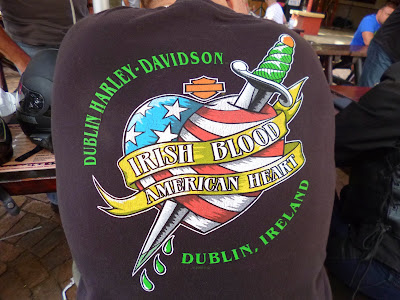 DUBLIN HARLEY-DAVIDSON
IRISH BLOOD
AMERICAN HEART
DUBLIN, IRELAND